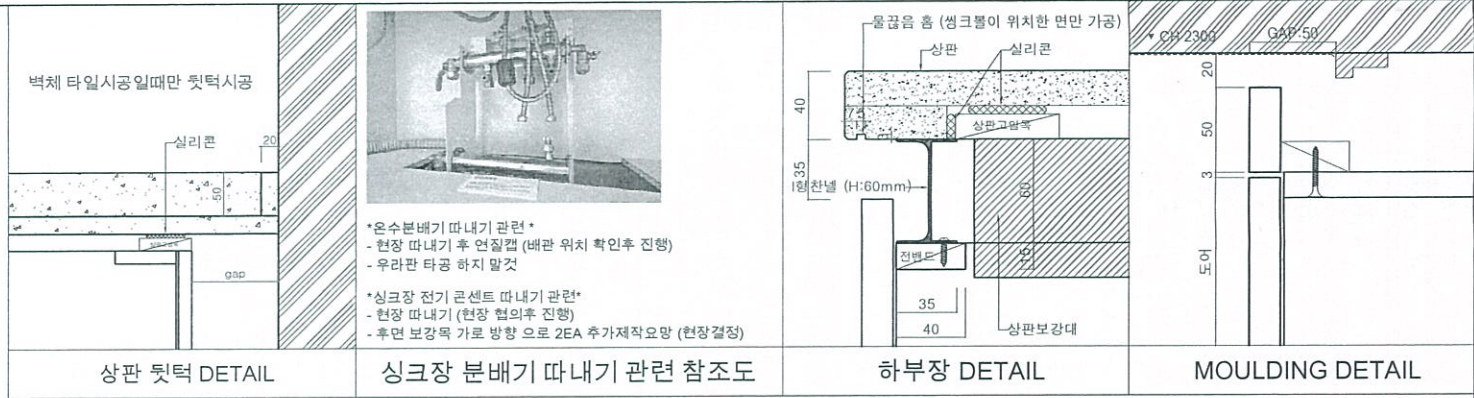 벽체 타일시공일때만 뒷턱시공
실리콘
20
50
gap
상판 뒷턱 DETAIL
*온수분배기 따내기 관련 *
- 현장 따내기 후 연질캡 (배관 위치 확인후 진행)
- 우라판 타공 하지 말것
*싱크장 전기 콘센트 따내기 관련*
- 현장 따내기 (현장 협의후 진행)
- 후면 보강목 가로 방향 으로 2EA 추가제작요망 (현장결정)
싱크장 분배기 따내기 관련 참조도
물끊음 홈 (씽크볼이 위치한 면만 가공)
상판
실리콘
40
7.5
상판고임목
35
I형찬넬 (H:60mm)
60
전밴드
15
35
40
상판보강대
하부장 DETAIL
CH 2300
GAP:50
20
50
3
도어
MOULDING DETAIL